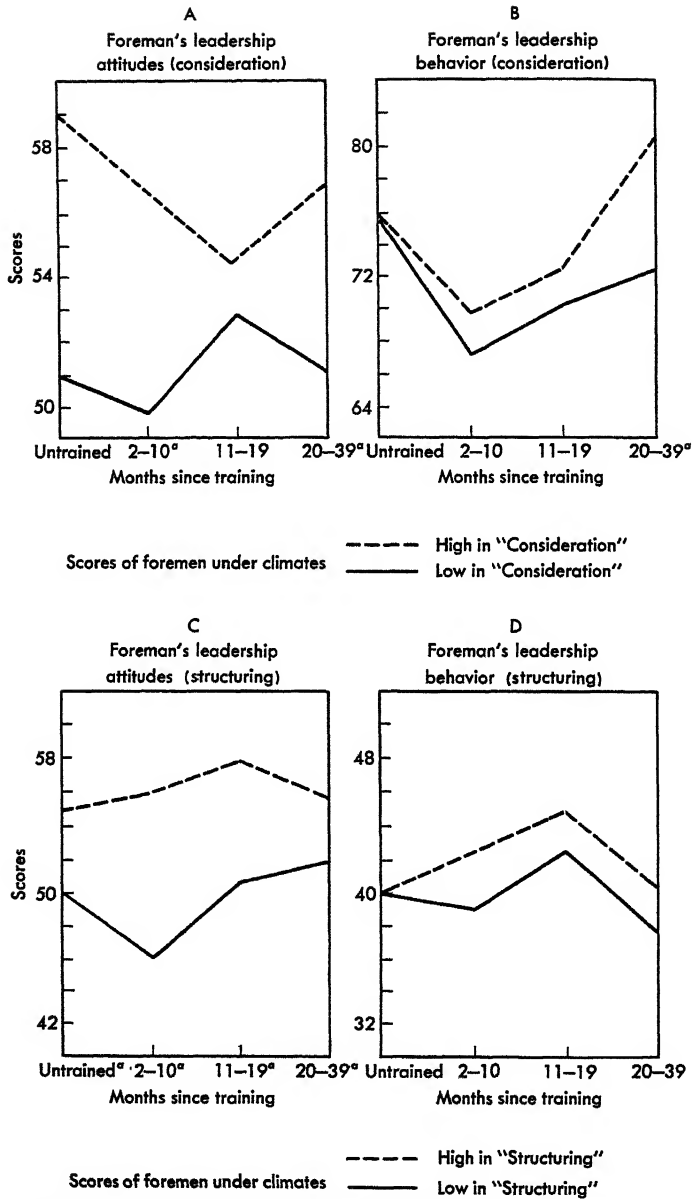 A
Foreman's leadership
attitudes (consideration)
58
54
50
Scores
Untrained 2–10ª 11–19 20–39ª
Months since training
B
Foreman's leadership
behavior (consideration)
80
72
64
Untrained 2–10 11–19 20–39ª
Months since training
Scores of foremen under climates
High in "Consideration"
Low in "Consideration"
C
Foreman's leadership
attitudes (structuring)
58
50
42
Scores
Untrainedª 2–10ª 11–19ª 20–39ª
Months since training
D
Foreman's leadership
behavior (structuring)
48
40
32
Untrained 2–10 11–19 20–39
Months since training
Scores of foremen under climates
High in "Structuring"
Low in "Structuring"